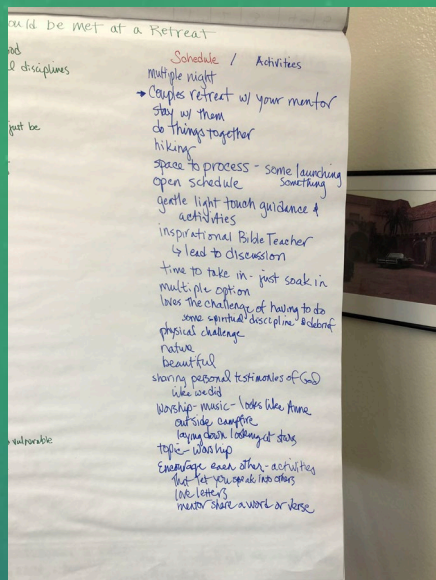 ould be met at a Retreat
ood
l disciplines
just be
vulnerable
Schedule / Activities
multiple night
→ Couples retreat w/ your mentor
stay w/ them
do things together
hiking
space to process - some launching
something
open schedule
gentle light touch guidance &
activities
inspirational Bible Teacher
↳ lead to discussion
time to take in - just soak in
multiple option
loves the challenge of having to do
some spiritual discipline & debrief
physical challenge
nature
beautiful
sharing personal testimonies of God
like we did
Worship - music - looks like Anne
outside campfire
laying down looking at stars
topic - worship
Encourage each other - activities
that let you speak into others
love letters
mentor share a word or verse